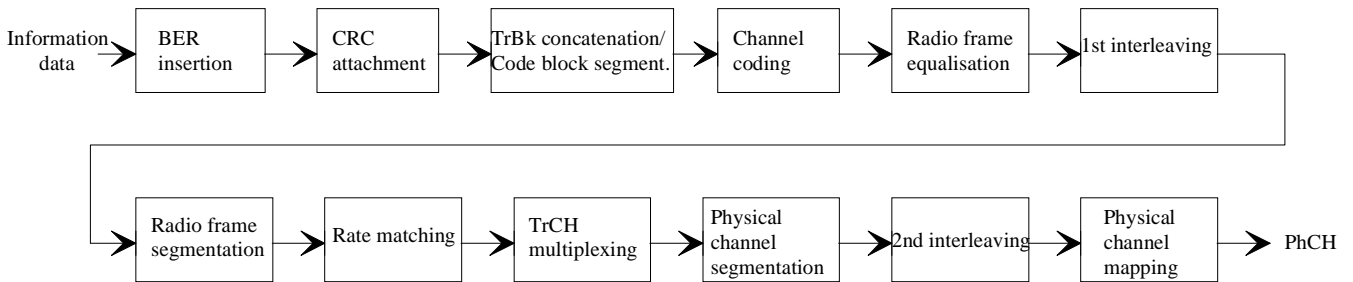 Information
data
BER
insertion
CRC
attachment
TrBk concatenation/
Code block segment.
Channel
coding
Radio frame
equalisation
1st interleaving
Radio frame
segmentation
Rate matching
TrCH
multiplexing
Physical
channel
segmentation
2nd interleaving
Physical
channel
mapping
PhCH